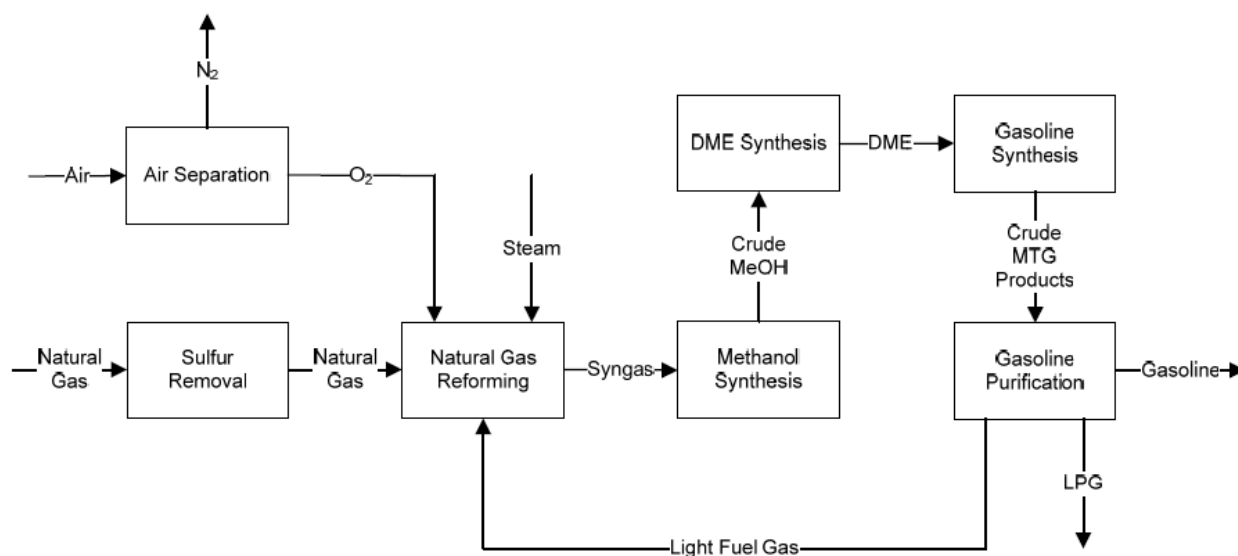 N₂
Air
Air Separation
O₂
Steam
DME Synthesis
DME
Gasoline
Synthesis
Crude
MeOH
Crude
MTG
Products
Natural
Gas
Sulfur
Removal
Natural
Gas
Natural Gas
Reforming
Syngas
Methanol
Synthesis
Gasoline
Purification
Gasoline
LPG
Light Fuel Gas